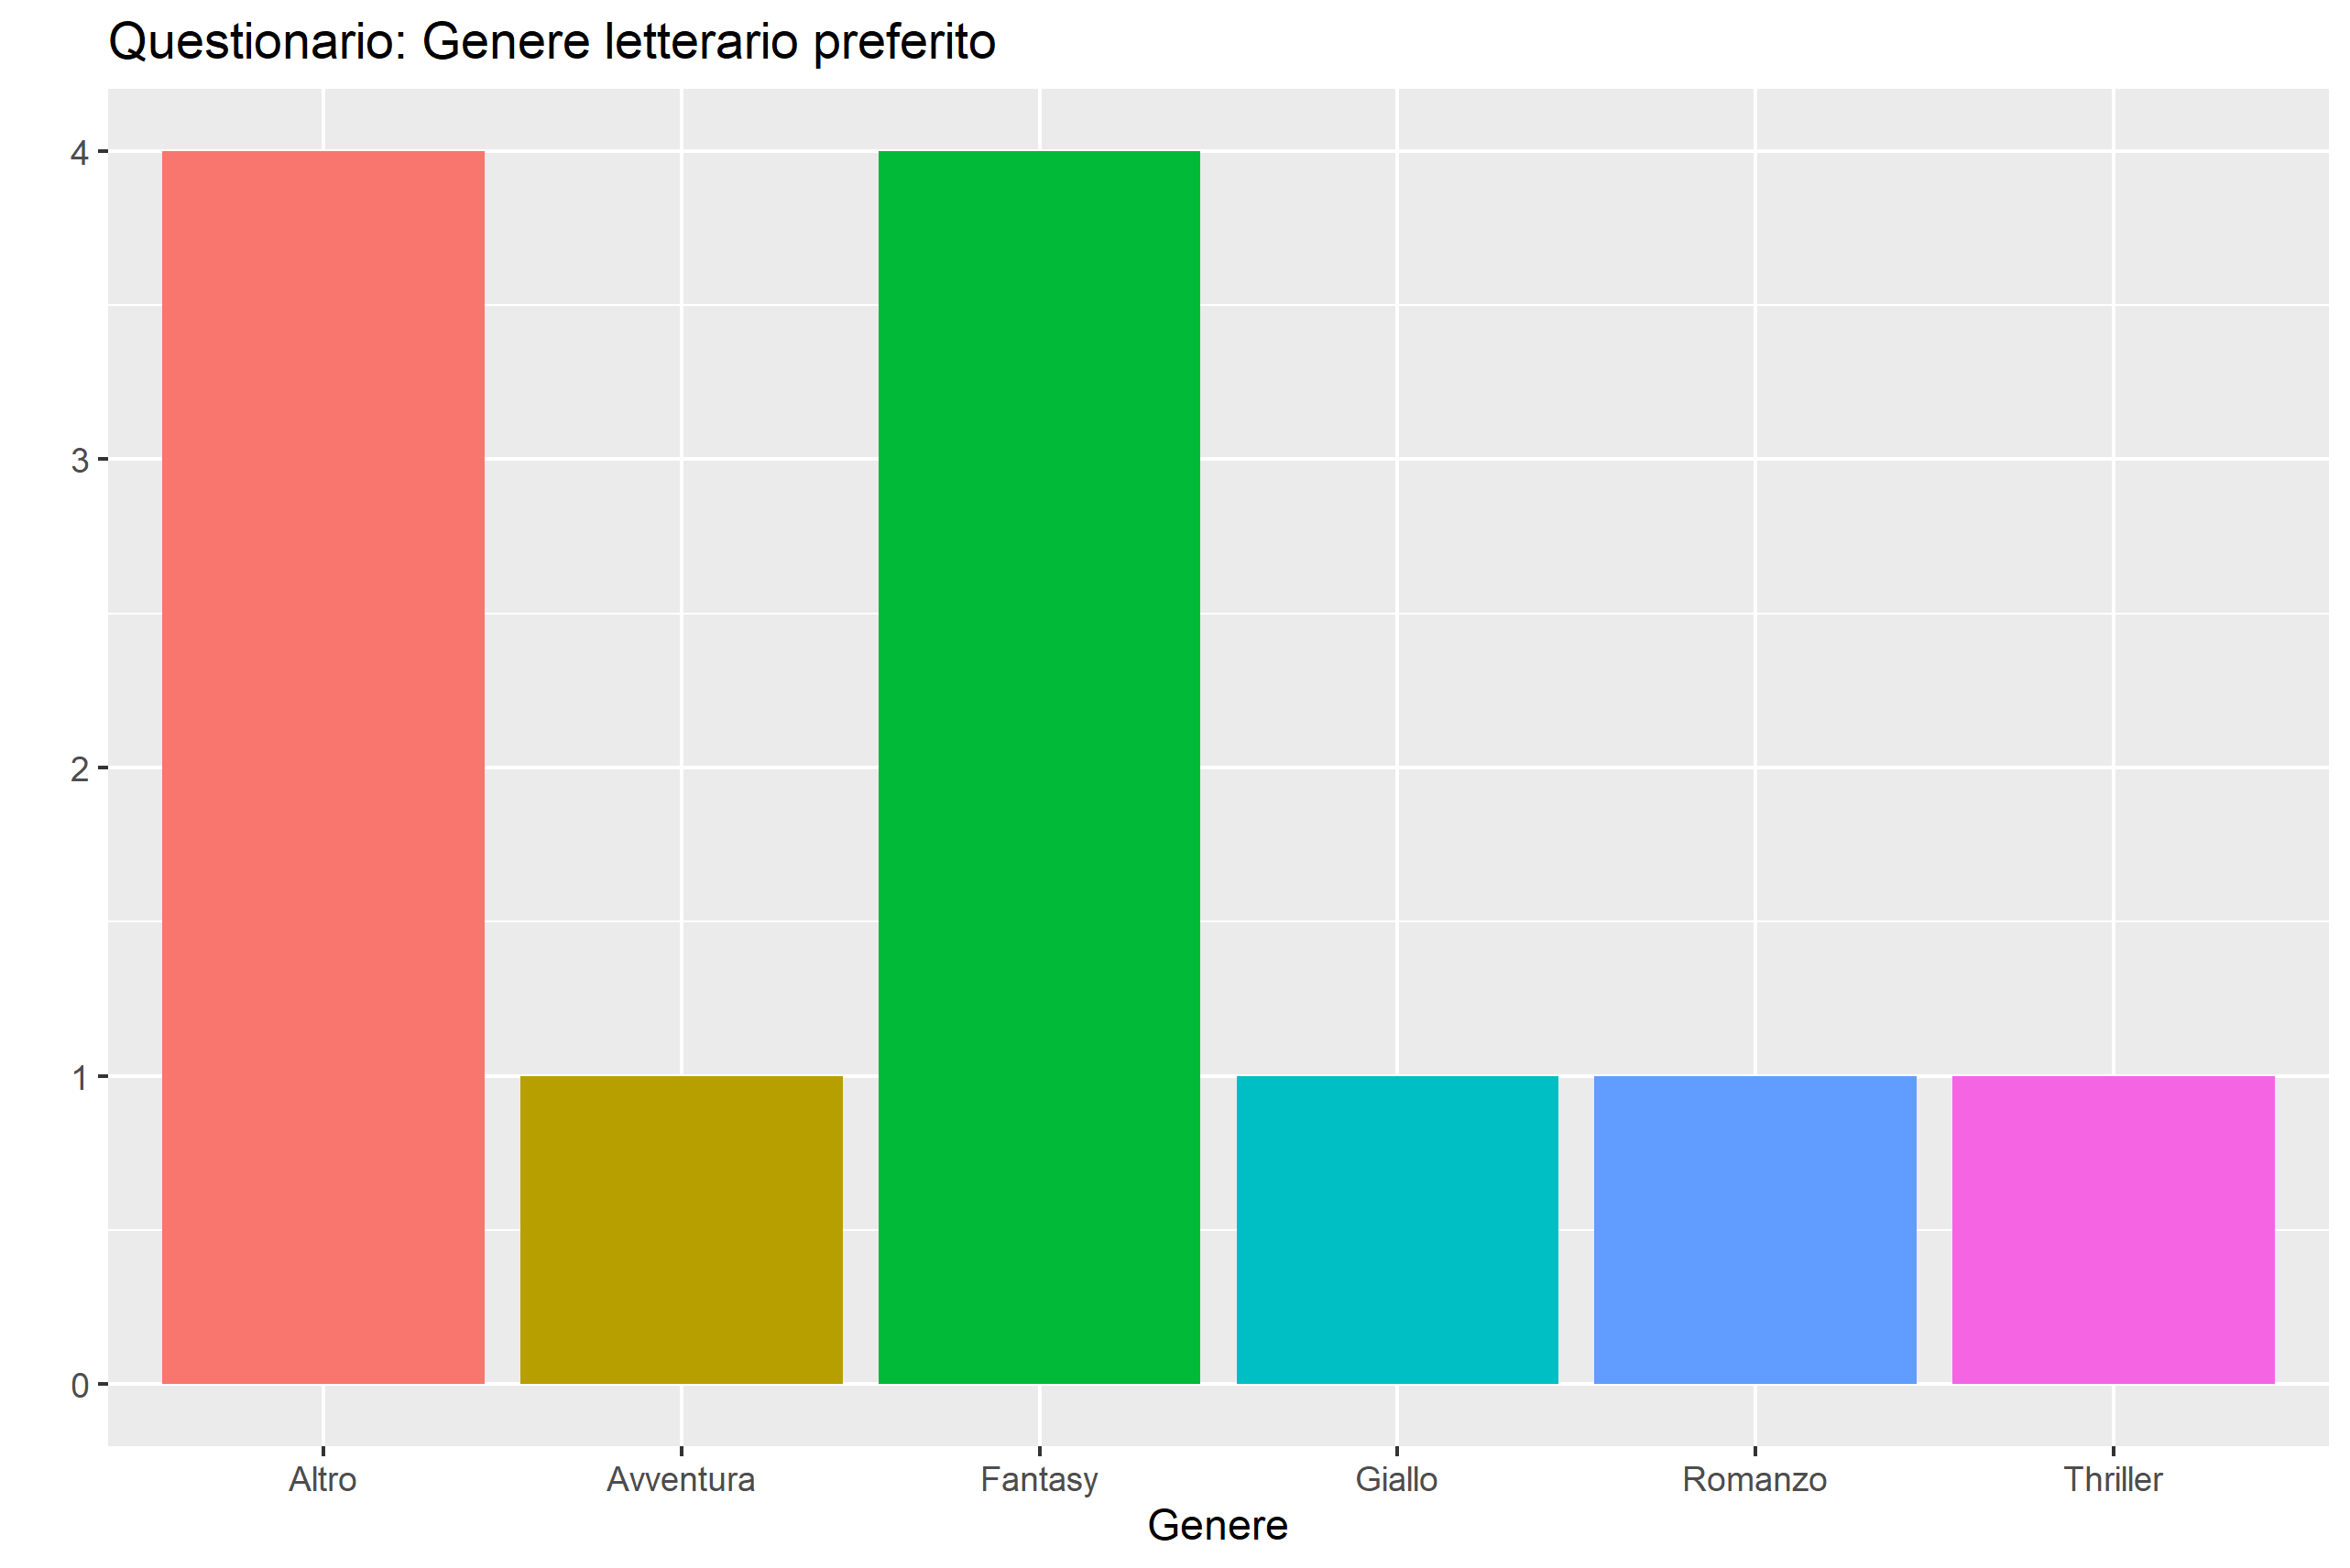 Questionario: Genere letterario preferito
4
3
2
1
0
Altro Avventura Fantasy Giallo Romanzo Thriller
Genere